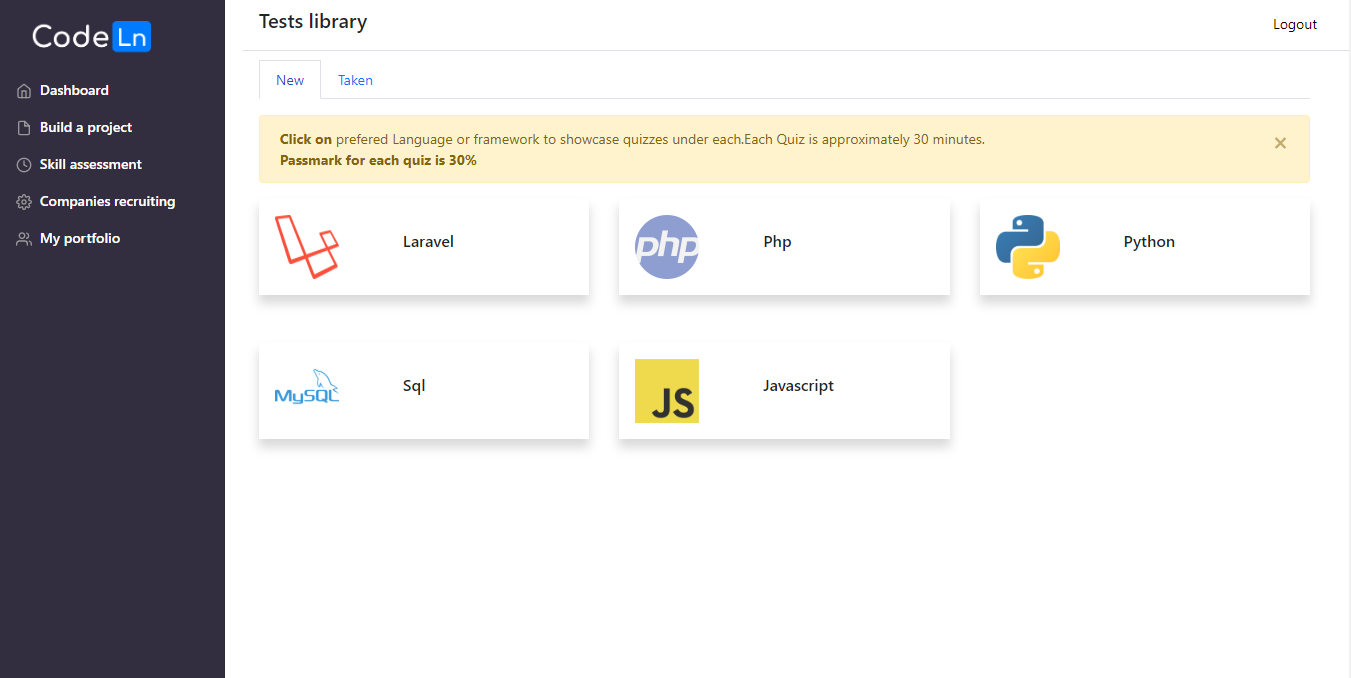 Code Ln
Tests library
Logout
Dashboard
Build a project
Skill assessment
Companies recruiting
My portfolio
New
Taken
Click on prefered Language or framework to showcase quizzes under each.Each Quiz is approximately 30 minutes.
Passmark for each quiz is 30%
×
Laravel
php
Php
Python
MySQL
Sql
JS
Javascript